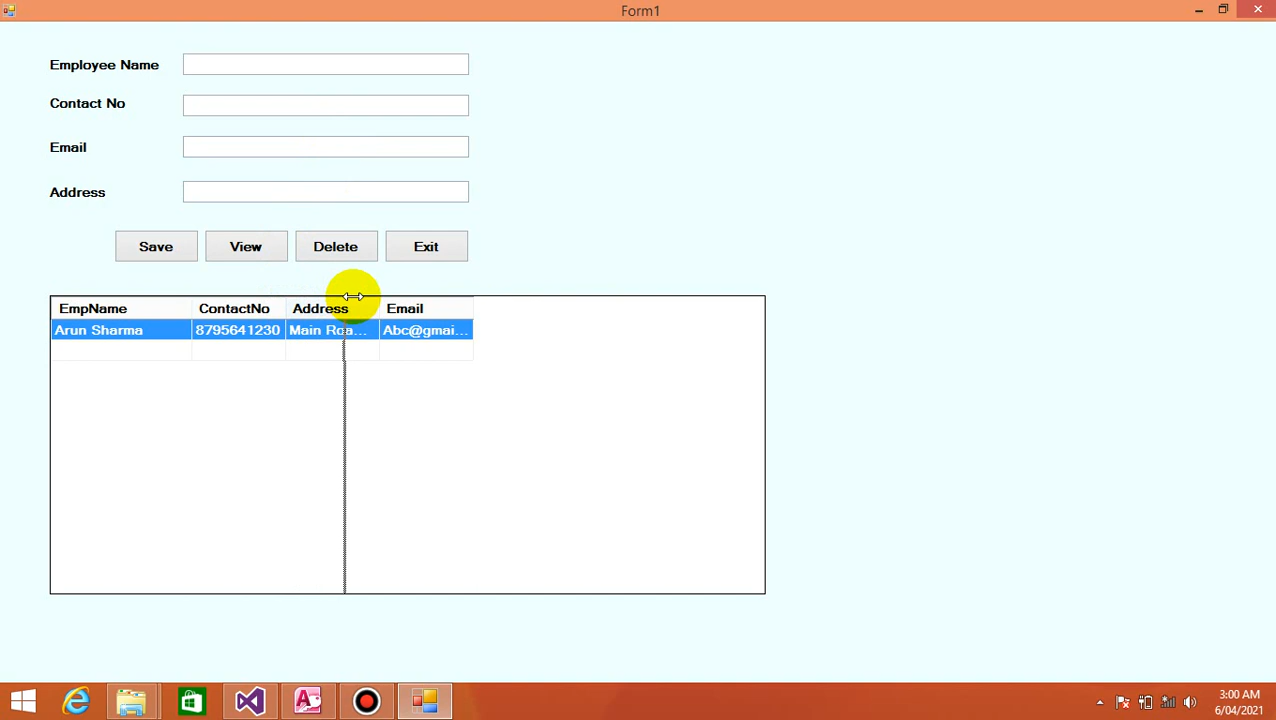 Form1
Employee Name
Contact No
Email
Address
Save View Delete Exit
EmpName ContactNo Address Email
Arun Sharma 8795641230 Main Roa... Abc@gmai...
3:00 AM
6/04/2021